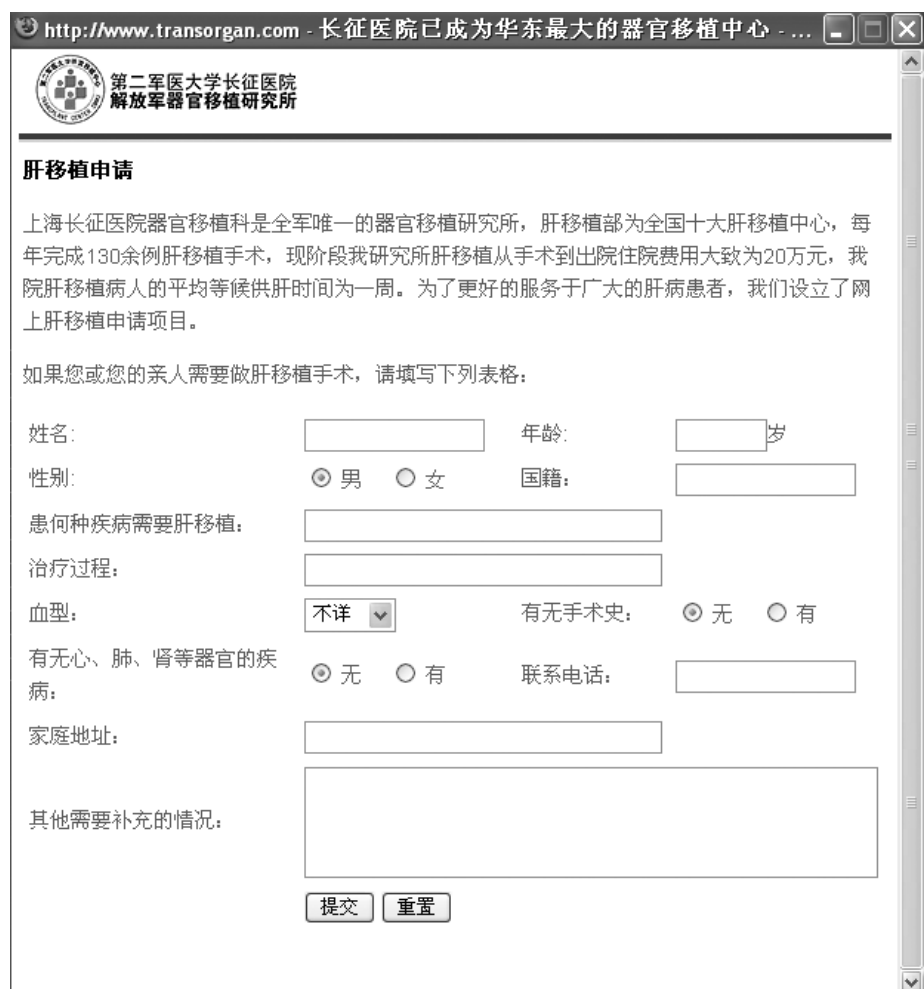 http://www.transorgan.com - 长征医院已成为华东最大的器官移植中心 - ...
第二军医大学长征医院
解放军器官移植研究所
肝移植申请
上海长征医院器官移植科是全军唯一的器官移植研究所，肝移植部为全国十大肝移植中心，每
年完成130余例肝移植手术，现阶段我研究所肝移植从手术到出院住院费用大致为20万元，我
院肝移植病人的平均等候供肝时间为一周。为了更好的服务于广大的肝病患者，我们设立了网
上肝移植申请项目。
如果您或您的亲人需要做肝移植手术，请填写下列表格：
姓名: 年龄: 岁
性别: 男 女 国籍：
患何种疾病需要肝移植：
治疗过程：
血型： 不详 有无手术史： 无 有
有无心、肺、肾等器官的疾
病： 无 有 联系电话：
家庭地址：
其他需要补充的情况：
提交 重置